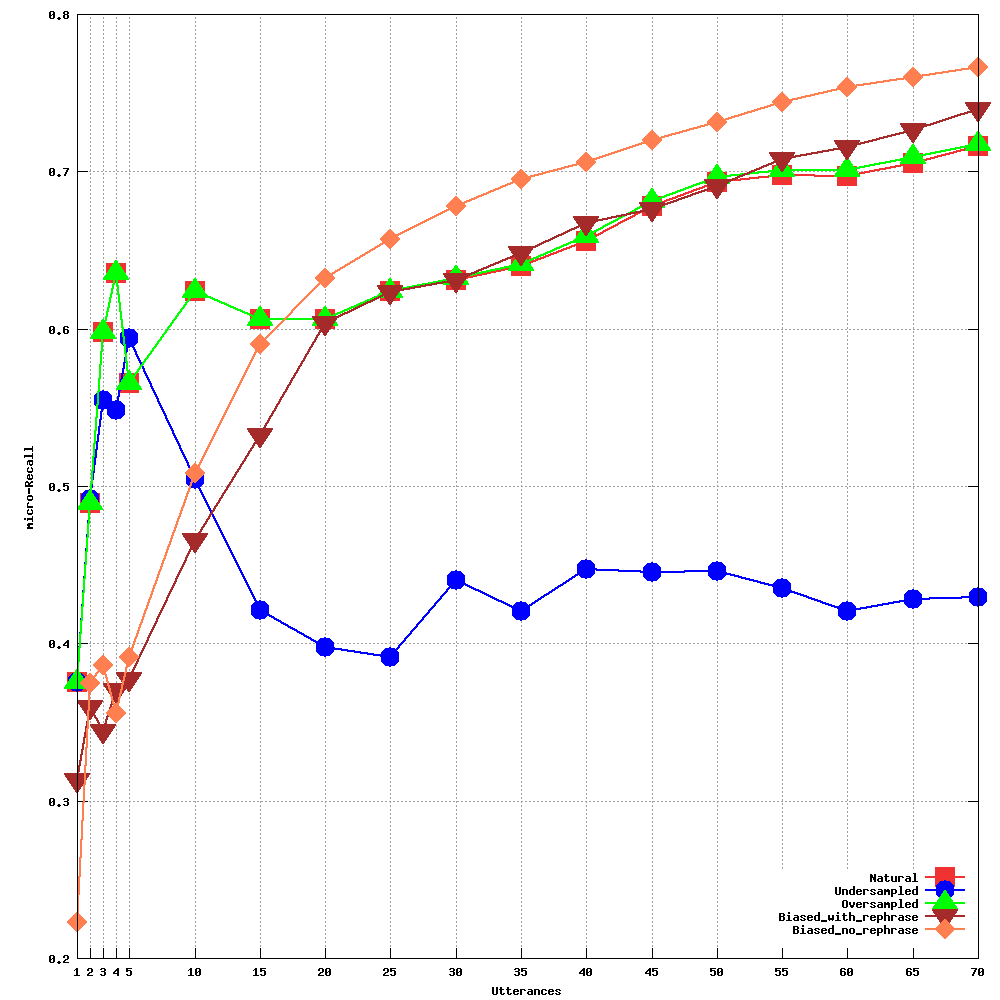 0.8
0.7
0.6
0.5
0.4
0.3
0.2
micro-Recall
1 2 3 4 5 10 15 20 25 30 35 40 45 50 55 60 65 70
Utterances
Natural
Undersampled
Oversampled
Biased_with_rephrase
Biased_no_rephrase